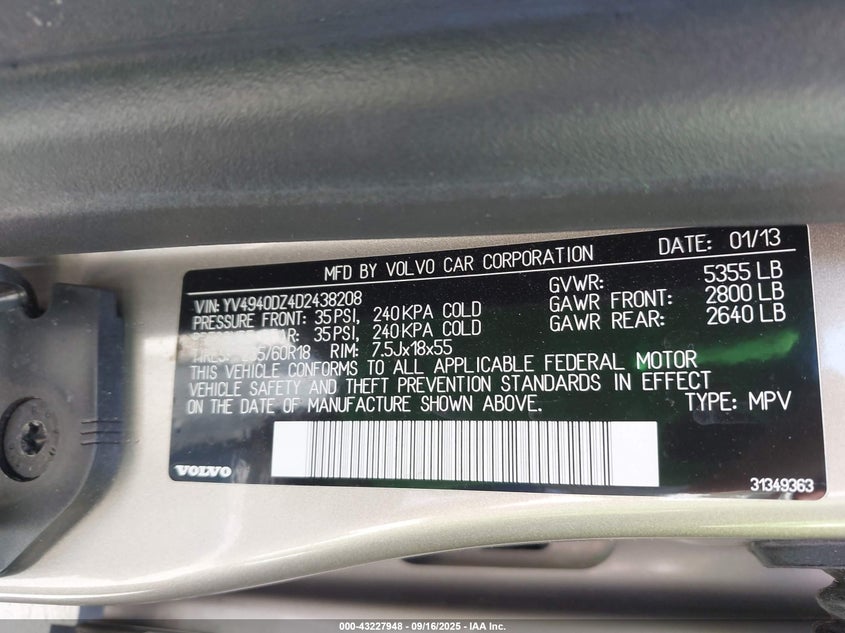 MFD BY VOLVO CAR CORPORATION DATE: 01/13
VIN: YV4940DZ4D2438208 GVWR: 5355 LB
PRESSURE FRONT: 35PSI, 240KPA COLD GAWR FRONT: 2800 LB
35PSI, 240KPA COLD GAWR REAR: 2640 LB
RIM: 7.5Jx18x55
THIS VEHICLE CONFORMS TO ALL APPLICABLE FEDERAL MOTOR
VEHICLE SAFETY AND THEFT PREVENTION STANDARDS IN EFFECT
ON THE DATE OF MANUFACTURE SHOWN ABOVE. TYPE: MPV
VOLVO
31349363
000-43227948 - 09/16/2025 - IAA Inc.